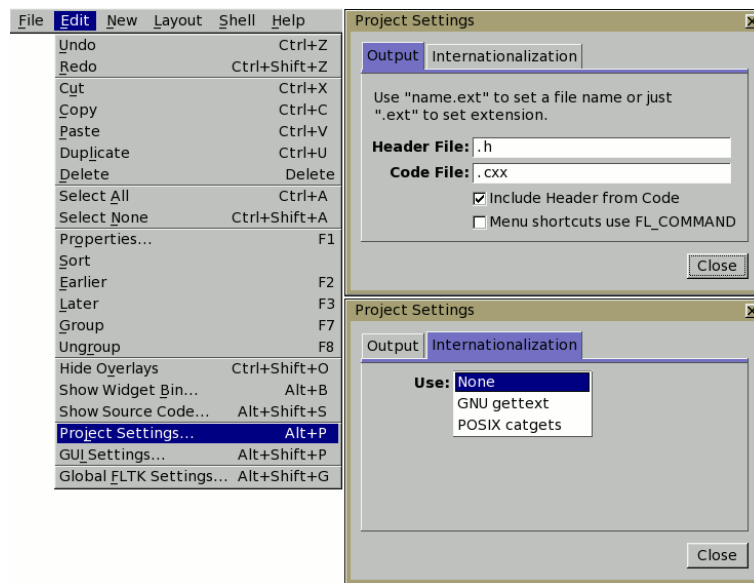 File Edit New Layout Shell Help
Undo Ctrl+Z
Redo Ctrl+Shift+Z
Cut Ctrl+X
Copy Ctrl+C
Paste Ctrl+V
Duplicate Ctrl+U
Delete Delete
Select All Ctrl+A
Select None Ctrl+Shift+A
Properties... F1
Sort
Earlier F2
Later F3
Group F7
Ungroup F8
Hide Overlays Ctrl+Shift+O
Show Widget Bin... Alt+B
Show Source Code... Alt+Shift+S
Project Settings... Alt+P
GUI Settings... Alt+Shift+P
Global FLTK Settings... Alt+Shift+G
Project Settings
Output Internationalization
Use "name.ext" to set a file name or just
".ext" to set extension.
Header File: .h
Code File: .cxx
Include Header from Code
Menu shortcuts use FL_COMMAND
Close
Project Settings
Output Internationalization
Use: None
GNU gettext
POSIX catgets
Close